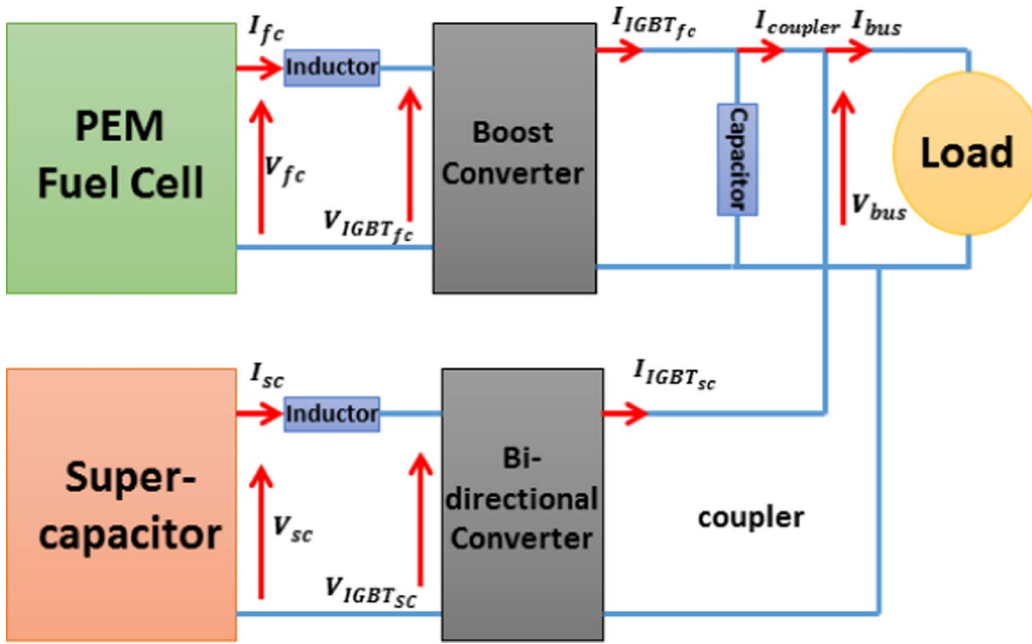 I_fc
Inductor
I_IGBT_fc
I_coupler
I_bus
PEM
Fuel Cell
V_fc
V_IGBT_fc
Boost
Converter
Capacitor
V_bus
Load
I_sc
Inductor
I_IGBT_sc
Super-
capacitor
V_sc
V_IGBT_SC
Bi-
directional
Converter
coupler